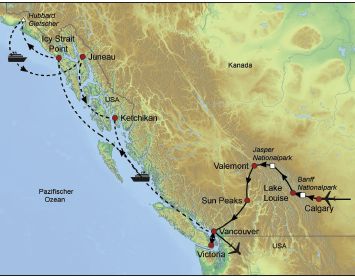 Hubbard
Gletscher
Icy Strait
Point
Juneau
Kanada
USA
Ketchikan
Jasper
Nationalpark
Valemont
Banff
Nationalpark
Lake
Louise
Pazifischer
Ozean
Sun Peaks
Calgary
Vancouver
Victoria
USA